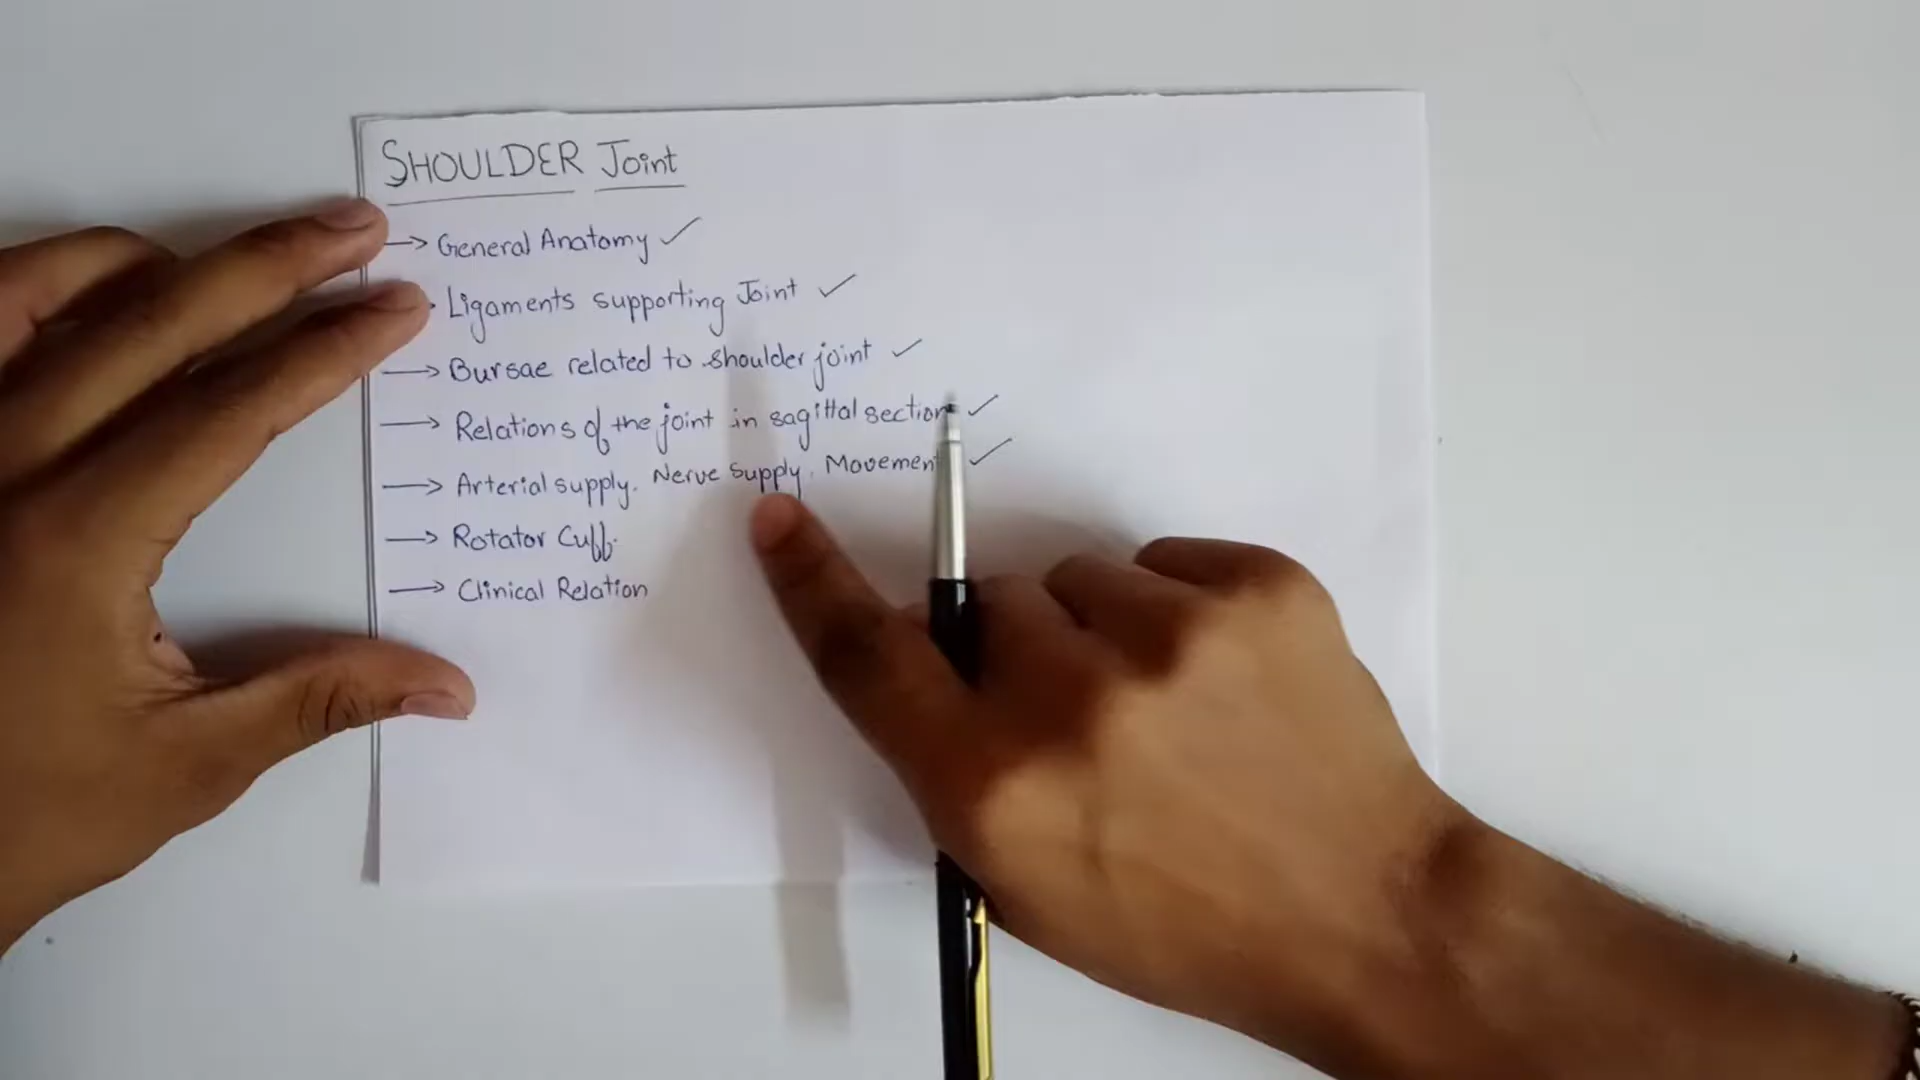 SHOULDER Joint
→ General Anatomy ✓
Ligaments supporting Joint ✓
→ Bursae related to shoulder joint ✓
→ Relations of the joint in sagittal section ✓
→ Arterial supply. Nerve Supply, Movement ✓
→ Rotator Cuff.
→ Clinical Relation